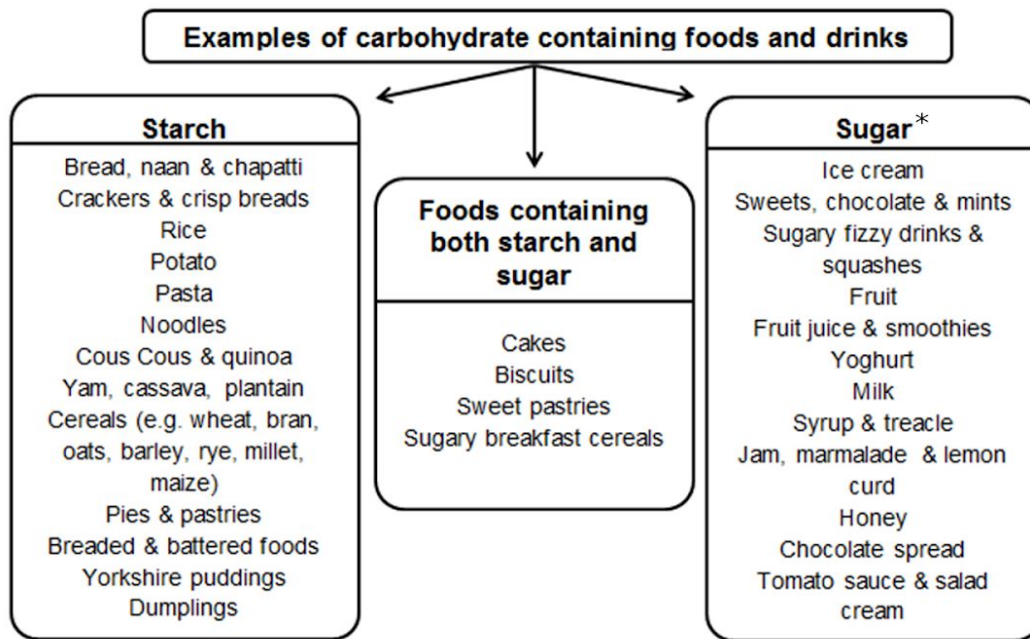 Examples of carbohydrate containing foods and drinks
Starch
Bread, naan & chapatti
Crackers & crisp breads
Rice
Potato
Pasta
Noodles
Cous Cous & quinoa
Yam, cassava, plantain
Cereals (e.g. wheat, bran,
oats, barley, rye, millet,
maize)
Pies & pastries
Breaded & battered foods
Yorkshire puddings
Dumplings
Foods containing
both starch and
sugar
Cakes
Biscuits
Sweet pastries
Sugary breakfast cereals
Sugar*
Ice cream
Sweets, chocolate & mints
Sugary fizzy drinks &
squashes
Fruit
Fruit juice & smoothies
Yoghurt
Milk
Syrup & treacle
Jam, marmalade & lemon
curd
Honey
Chocolate spread
Tomato sauce & salad
cream